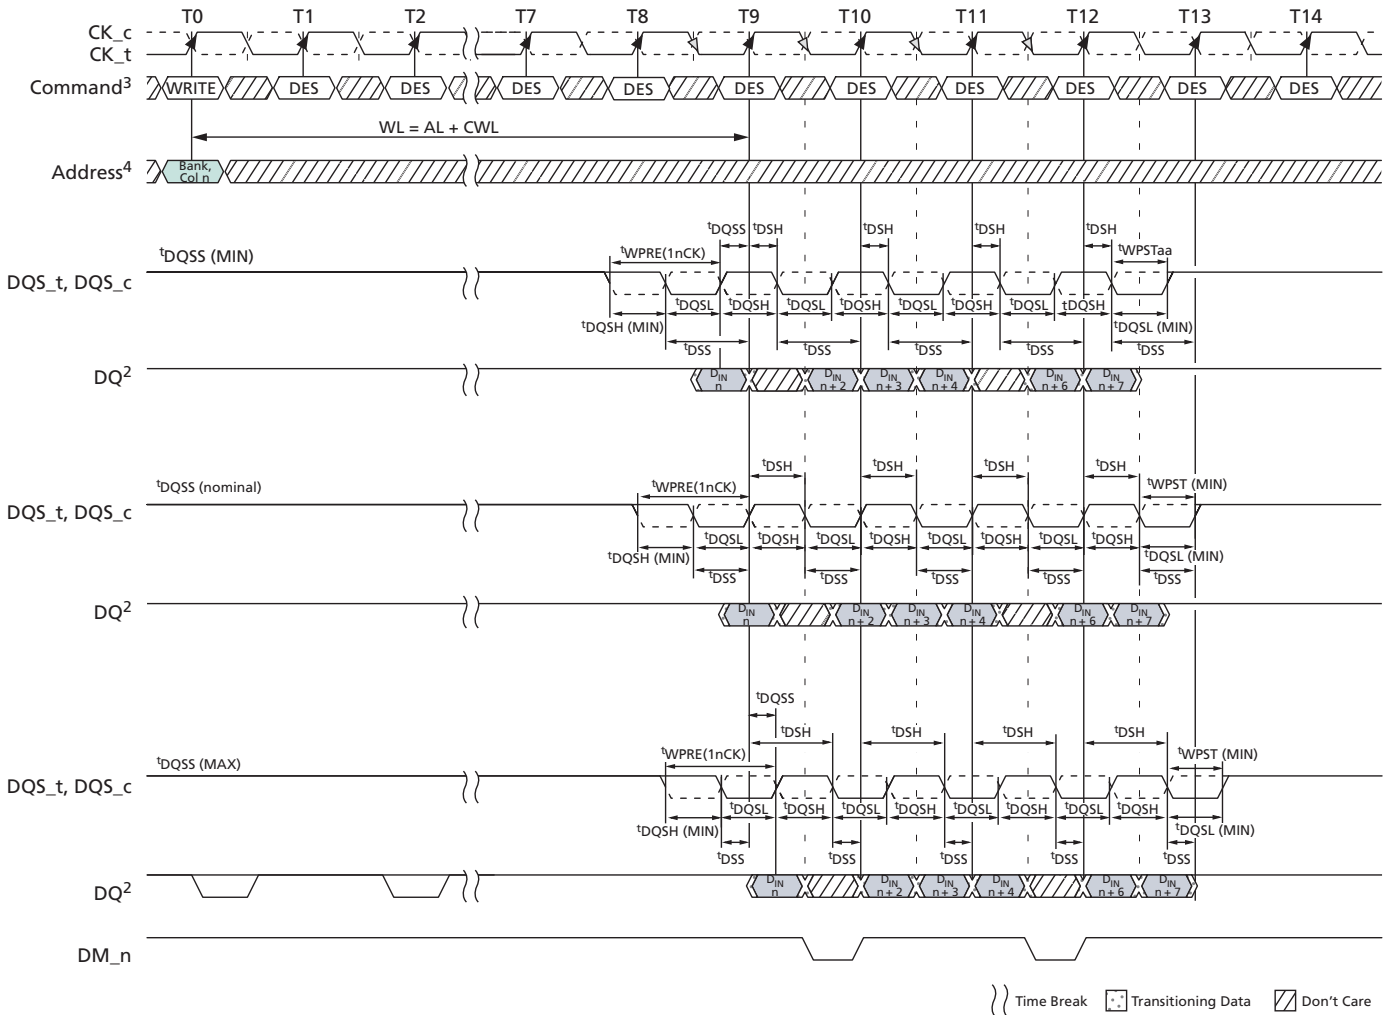 T0 T1 T2 T7 T8 T9 T10 T11 T12 T13 T14
CK_c
CK_t
Command³ WRITE DES DES DES DES DES DES DES DES DES DES
WL = AL + CWL
Address⁴ Bank, Col n
ᵗDQSS (MIN)
ᵗDQSS ᵗDSH ᵗDSH ᵗDSH ᵗDSH
ᵗWPRE(1nCK) ᵗWPSTaa
DQS_t, DQS_c
ᵗDQSL ᵗDQSH ᵗDQSL ᵗDQSH ᵗDQSL ᵗDQSH ᵗDQSL tDQSH
ᵗDQSH (MIN) ᵗDQSL (MIN)
ᵗDSS ᵗDSS ᵗDSS ᵗDSS ᵗDSS
DQ²
DIN n DIN n + 2 DIN n + 3 DIN n + 4 DIN n + 6 DIN n + 7
ᵗDSH ᵗDSH ᵗDSH ᵗDSH
ᵗDQSS (nominal) ᵗWPRE(1nCK) ᵗWPST (MIN)
DQS_t, DQS_c
ᵗDQSL ᵗDQSH ᵗDQSL ᵗDQSH ᵗDQSL ᵗDQSH ᵗDQSL ᵗDQSH
ᵗDQSH (MIN) ᵗDQSL (MIN)
ᵗDSS ᵗDSS ᵗDSS ᵗDSS ᵗDSS
DQ²
DIN n DIN n + 2 DIN n + 3 DIN n + 4 DIN n + 6 DIN n + 7
ᵗDQSS
ᵗDSH ᵗDSH ᵗDSH ᵗDSH
ᵗDQSS (MAX) ᵗWPRE(1nCK) ᵗWPST (MIN)
DQS_t, DQS_c
ᵗDQSL ᵗDQSH ᵗDQSL ᵗDQSH ᵗDQSL ᵗDQSH ᵗDQSL ᵗDQSH
ᵗDQSH (MIN) ᵗDQSL (MIN)
ᵗDSS ᵗDSS ᵗDSS ᵗDSS ᵗDSS
DQ²
DIN n DIN n + 2 DIN n + 3 DIN n + 4 DIN n + 6 DIN n + 7
DM_n
Time Break Transitioning Data Don't Care